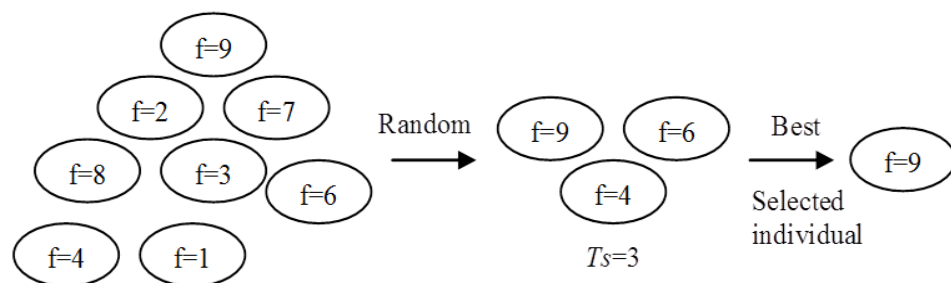 f=9
f=2
f=7
f=8
f=3
f=6
f=4
f=1
Random
f=9
f=6
f=4
Ts=3
Best
Selected
individual
f=9